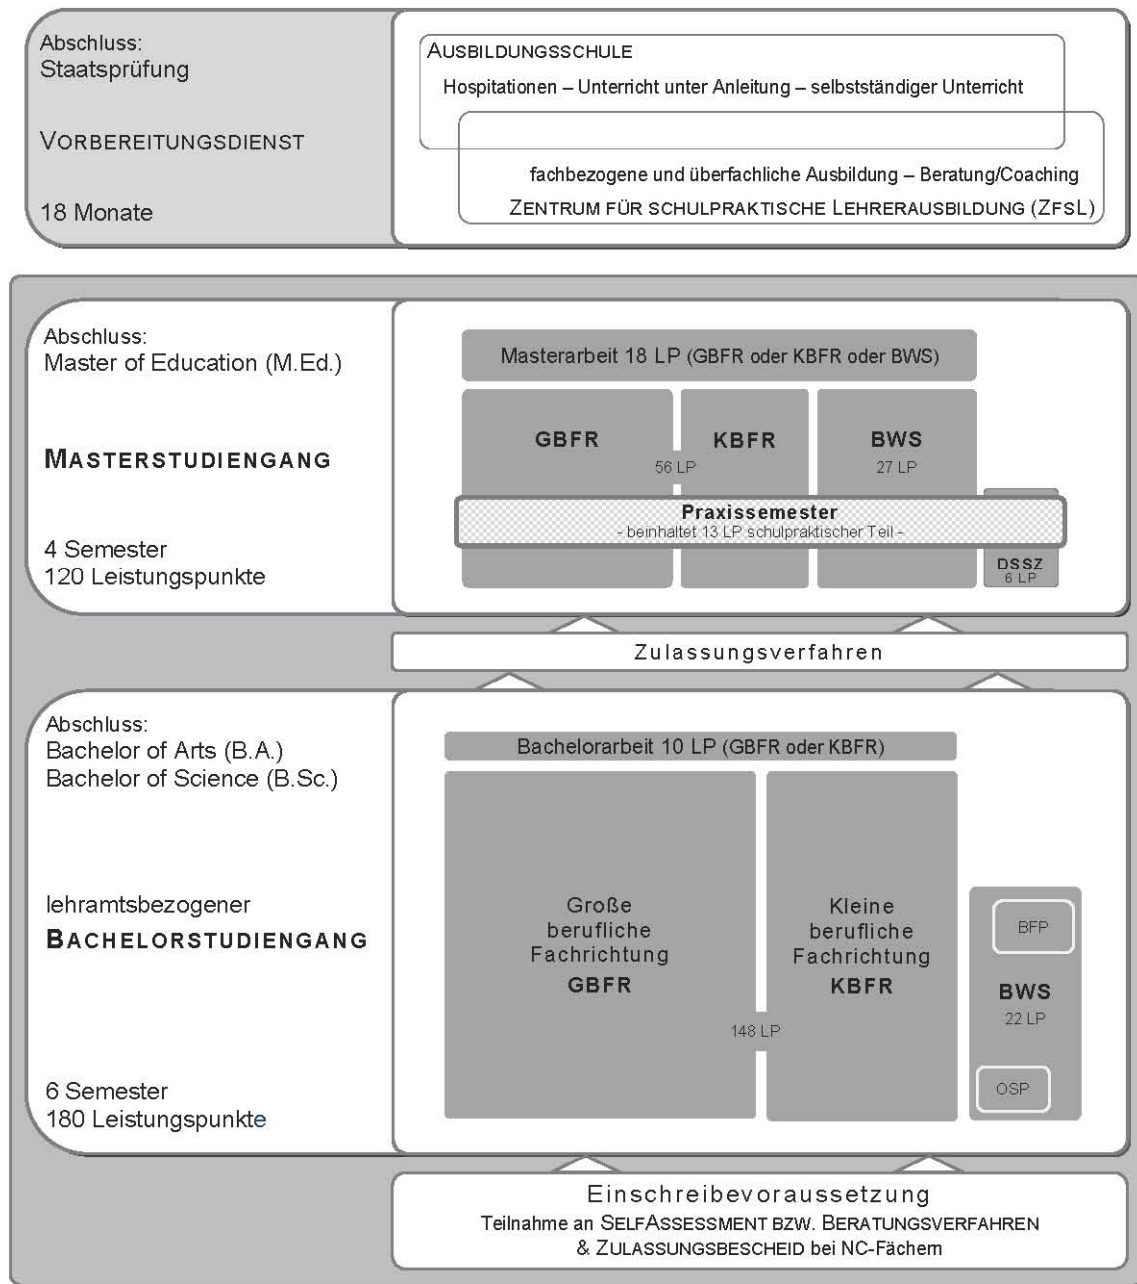 Abschluss:
Staatsprüfung
VORBEREITUNGSDIENST
18 Monate
AUSBILDUNGSSCHULE
Hospitationen – Unterricht unter Anleitung – selbstständiger Unterricht
fachbezogene und überfachliche Ausbildung – Beratung/Coaching
ZENTRUM FÜR SCHULPRAKTISCHE LEHRERAUSBILDUNG (ZFSL)
Abschluss:
Master of Education (M.Ed.)
MASTERSTUDIENGANG
4 Semester
120 Leistungspunkte
Masterarbeit 18 LP (GBFR oder KBFR oder BWS)
GBFR
KBFR
BWS
56 LP
27 LP
Praxissemester
- beinhaltet 13 LP schulpraktischer Teil -
DSSZ
6 LP
Zulassungsverfahren
Abschluss:
Bachelor of Arts (B.A.)
Bachelor of Science (B.Sc.)
lehramtsbezogener
BACHELORSTUDIENGANG
6 Semester
180 Leistungspunkte
Bachelorarbeit 10 LP (GBFR oder KBFR)
Große
berufliche
Fachrichtung
GBFR
Kleine
berufliche
Fachrichtung
KBFR
148 LP
BFP
BWS
22 LP
OSP
Einschreibevoraussetzung
Teilnahme an SELFASSESSMENT BZW. BERATUNGSVERFAHREN
& ZULASSUNGSBESCHEID bei NC-Fächern